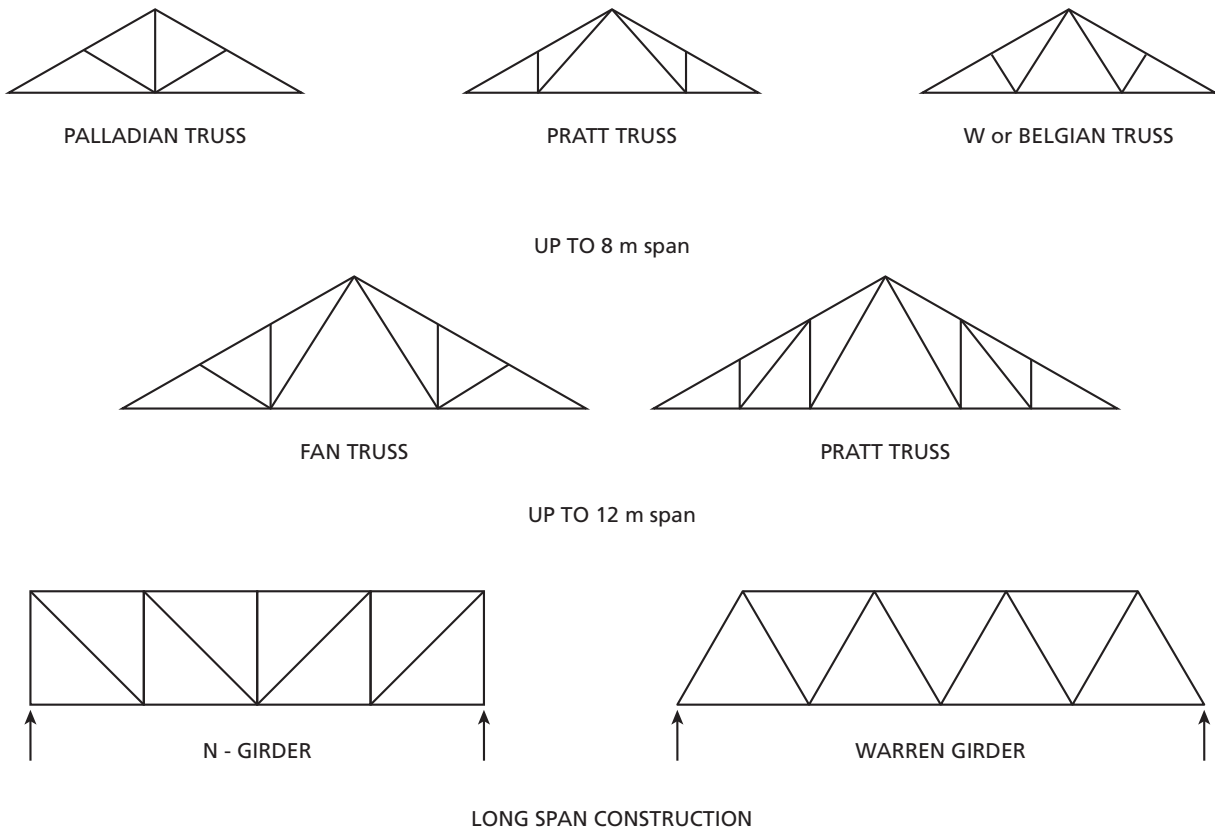 PALLADIAN TRUSS
PRATT TRUSS
W or BELGIAN TRUSS
UP TO 8 m span
FAN TRUSS
PRATT TRUSS
UP TO 12 m span
N - GIRDER
WARREN GIRDER
LONG SPAN CONSTRUCTION